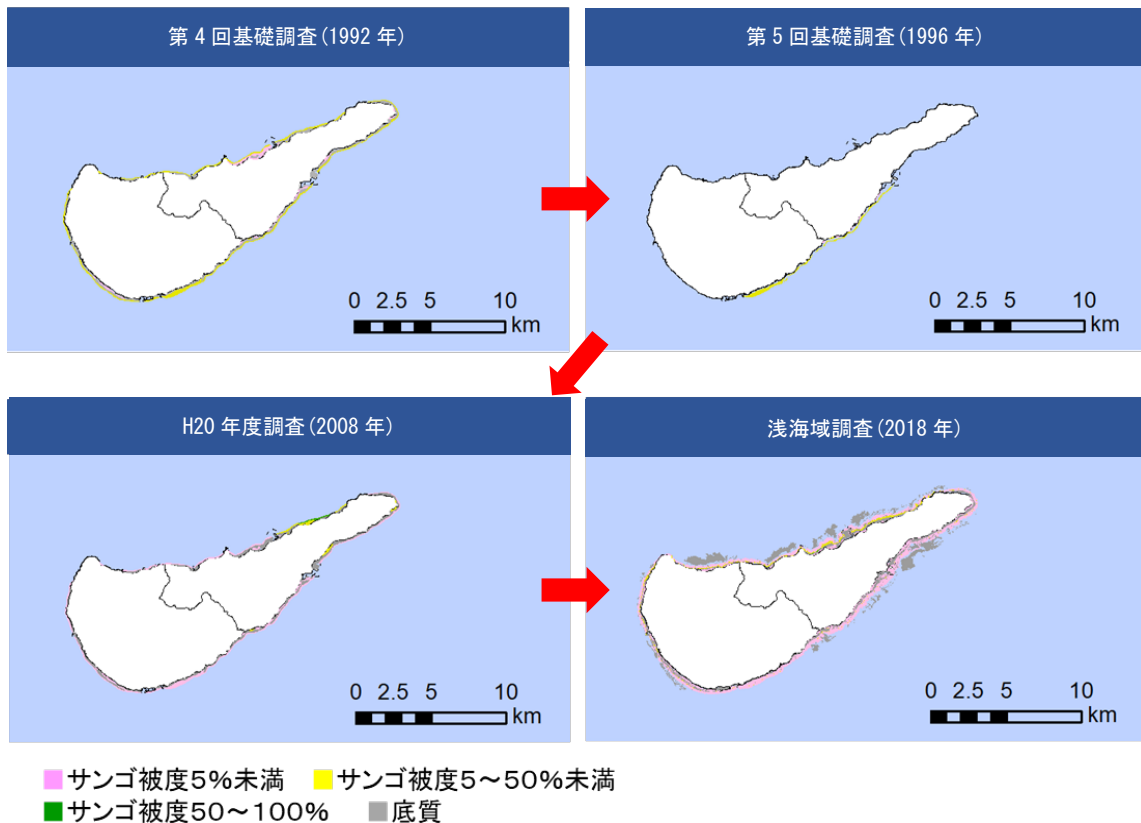 第4回基礎調査(1992年)
第5回基礎調査(1996年)
0 2.5 5 10
km
0 2.5 5 10
km
H20年度調査(2008年)
浅海域調査(2018年)
0 2.5 5 10
km
0 2.5 5 10
km
サンゴ被度5%未満 サンゴ被度5～50%未満
サンゴ被度50～100% 底質